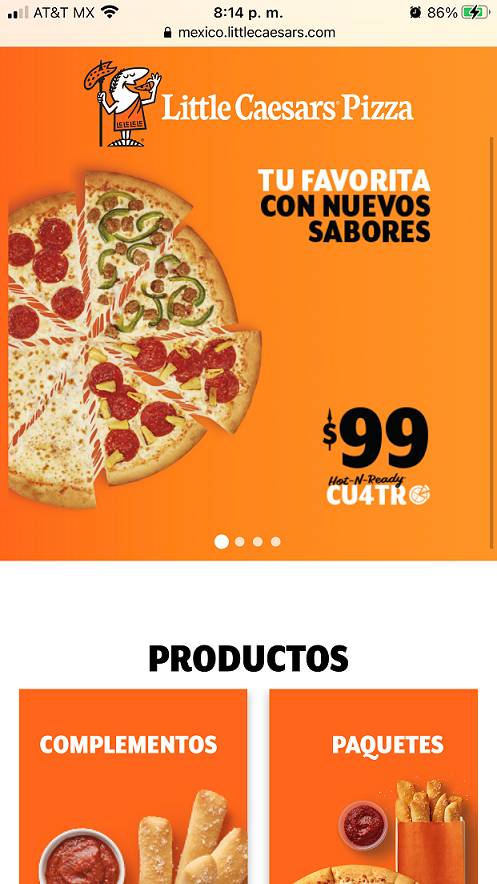 AT&T MX
8:14 p. m.
86%
mexico.littlecaesars.com
Little Caesars Pizza
TU FAVORITA
CON NUEVOS
SABORES
$99
Hot-N-Ready
CU4TRO
PRODUCTOS
COMPLEMENTOS
PAQUETES